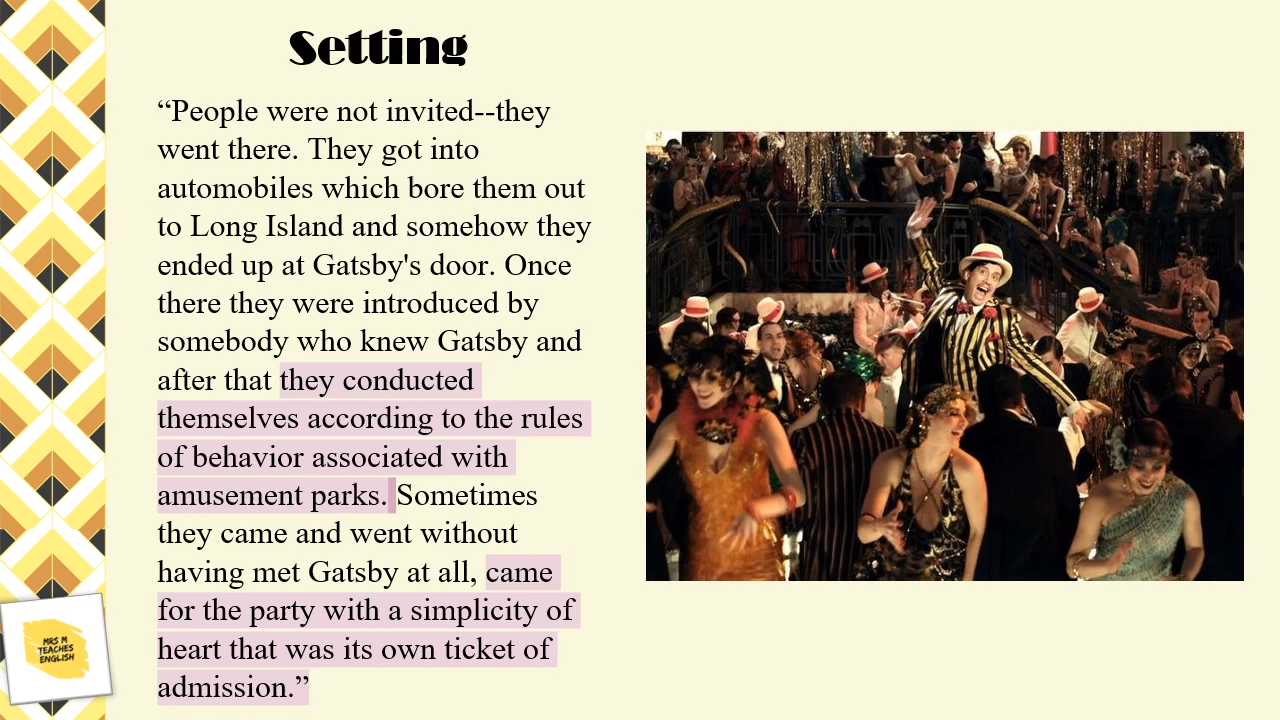 Setting
“People were not invited--they
went there. They got into
automobiles which bore them out
to Long Island and somehow they
ended up at Gatsby's door. Once
there they were introduced by
somebody who knew Gatsby and
after that they conducted
themselves according to the rules
of behavior associated with
amusement parks. Sometimes
they came and went without
having met Gatsby at all, came
for the party with a simplicity of
heart that was its own ticket of
admission.”
MRS M
TEACHES
ENGLISH